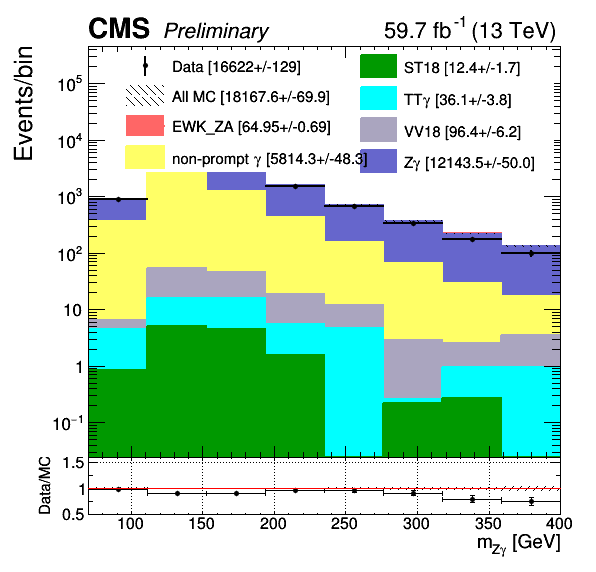 CMS Preliminary 59.7 fb⁻¹ (13 TeV)
Events/bin
Data [16622+/-129]
All MC [18167.6+/-69.9]
EWK_ZA [64.95+/-0.69]
non-prompt γ [5814.3+/-48.3]
ST18 [12.4+/-1.7]
TTγ [36.1+/-3.8]
VV18 [96.4+/-6.2]
Zγ [12143.5+/-50.0]
10⁵
10⁴
10³
10²
10
1
10⁻¹
Data/MC
1.5
1
0.5
100 150 200 250 300 350 400
m_Zγ [GeV]